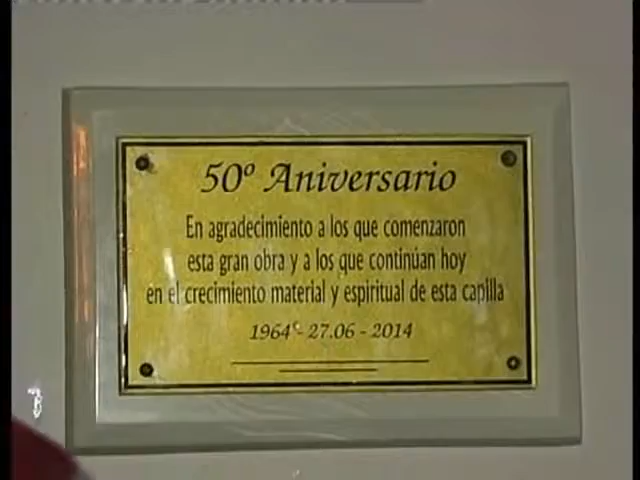 50º Aniversario
En agradecimiento a los que comenzaron
esta gran obra y a los que continúan hoy
en el crecimiento material y espiritual de esta capilla
1964 - 27.06 - 2014